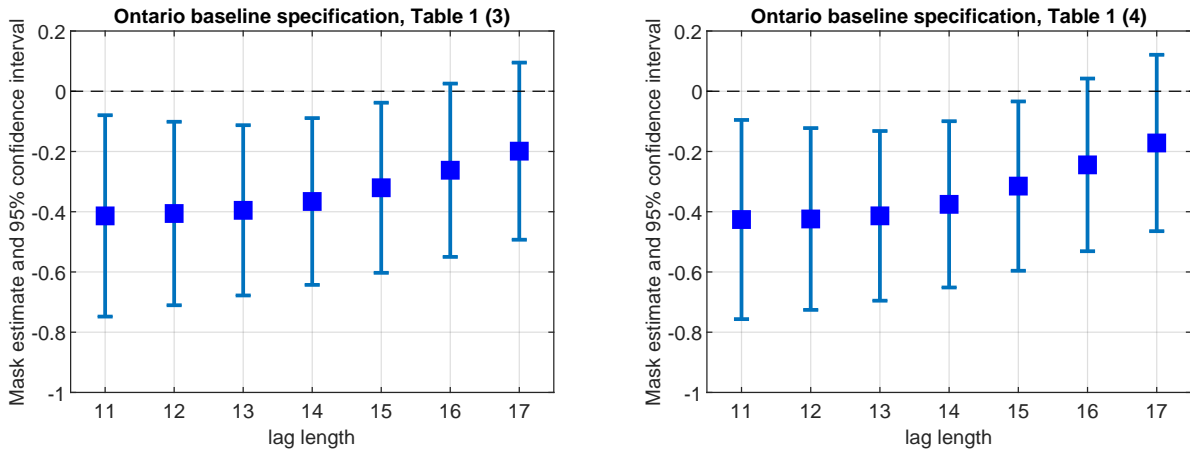 Ontario baseline specification, Table 1 (3)
Mask estimate and 95% confidence interval
0.2
0
-0.2
-0.4
-0.6
-0.8
-1
11 12 13 14 15 16 17
lag length
Ontario baseline specification, Table 1 (4)
Mask estimate and 95% confidence interval
0.2
0
-0.2
-0.4
-0.6
-0.8
-1
11 12 13 14 15 16 17
lag length